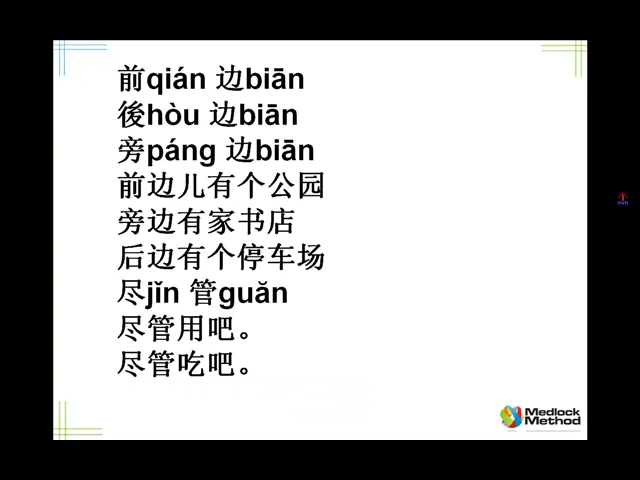 前qián 边biān
後hòu 边biān
旁páng 边biān
前边儿有个公园
旁边有家书店
后边有个停车场
尽jǐn 管guǎn
尽管用吧。
尽管吃吧。
Medlock
Method